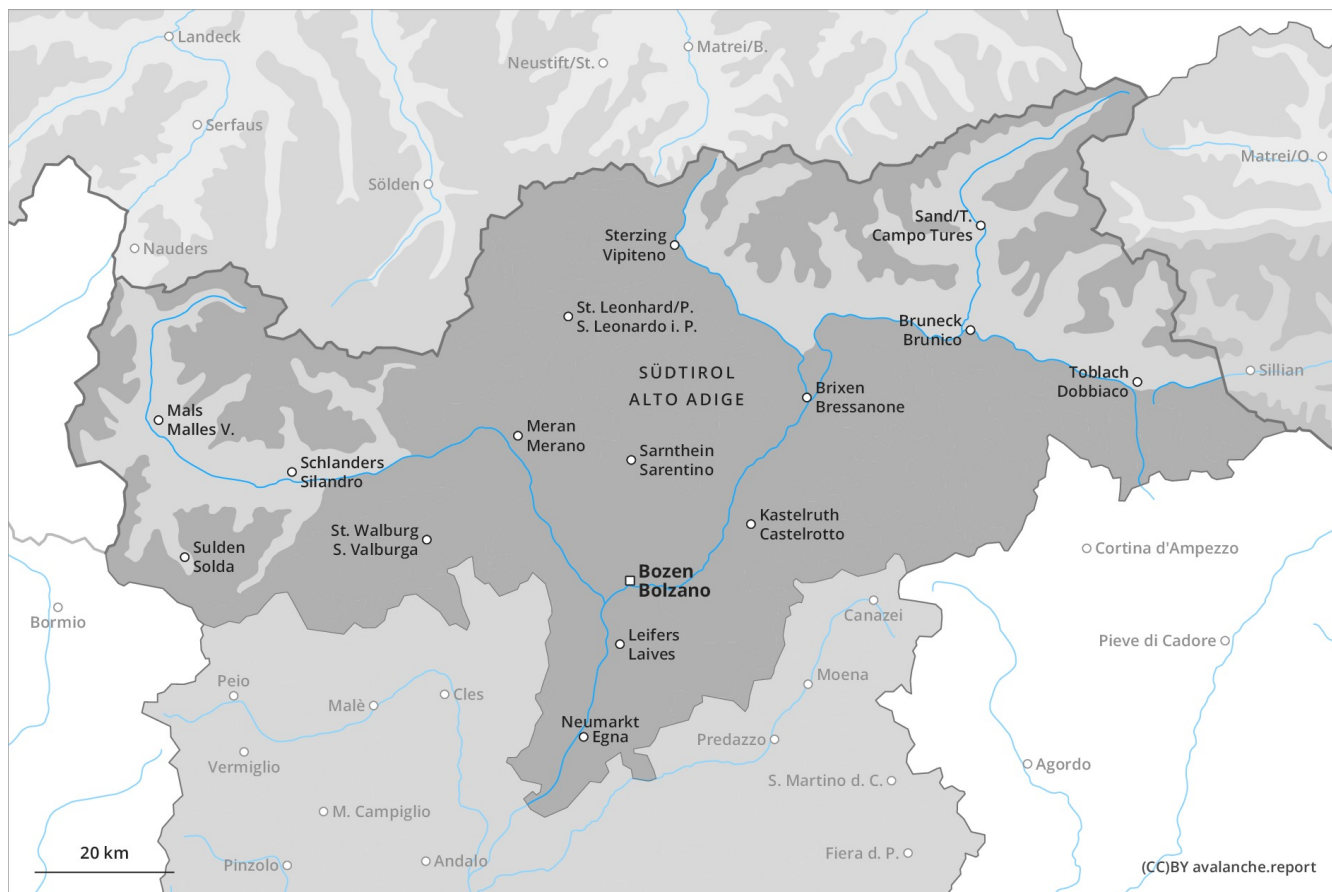 Landeck
Matrei/B.
Neustift/St.
Serfaus
Matrei/O.
Sölden
Sand/T.
Campo Tures
Sterzing
Vipiteno
Nauders
St. Leonhard/P.
S. Leonardo i. P.
Bruneck
Brunico
SÜDTIROL
ALTO ADIGE
Toblach
Dobbiaco
Sillian
Brixen
Bressanone
Mals
Malles V.
Meran
Merano
Sarnthein
Sarentino
Schlanders
Silandro
Kastelruth
Castelrotto
St. Walburg
S. Valburga
Sulden
Solda
Cortina d'Ampezzo
Bozen
Bolzano
Bormio
Canazei
Leifers
Laives
Pieve di Cadore
Peio
Moena
Malè
Cles
Neumarkt
Egna
Predazzo
Vermiglio
Agordo
S. Martino d. C.
M. Campiglio
20 km
Pinzolo
Andalo
Fiera d. P.
(CC)BY avalanche.report